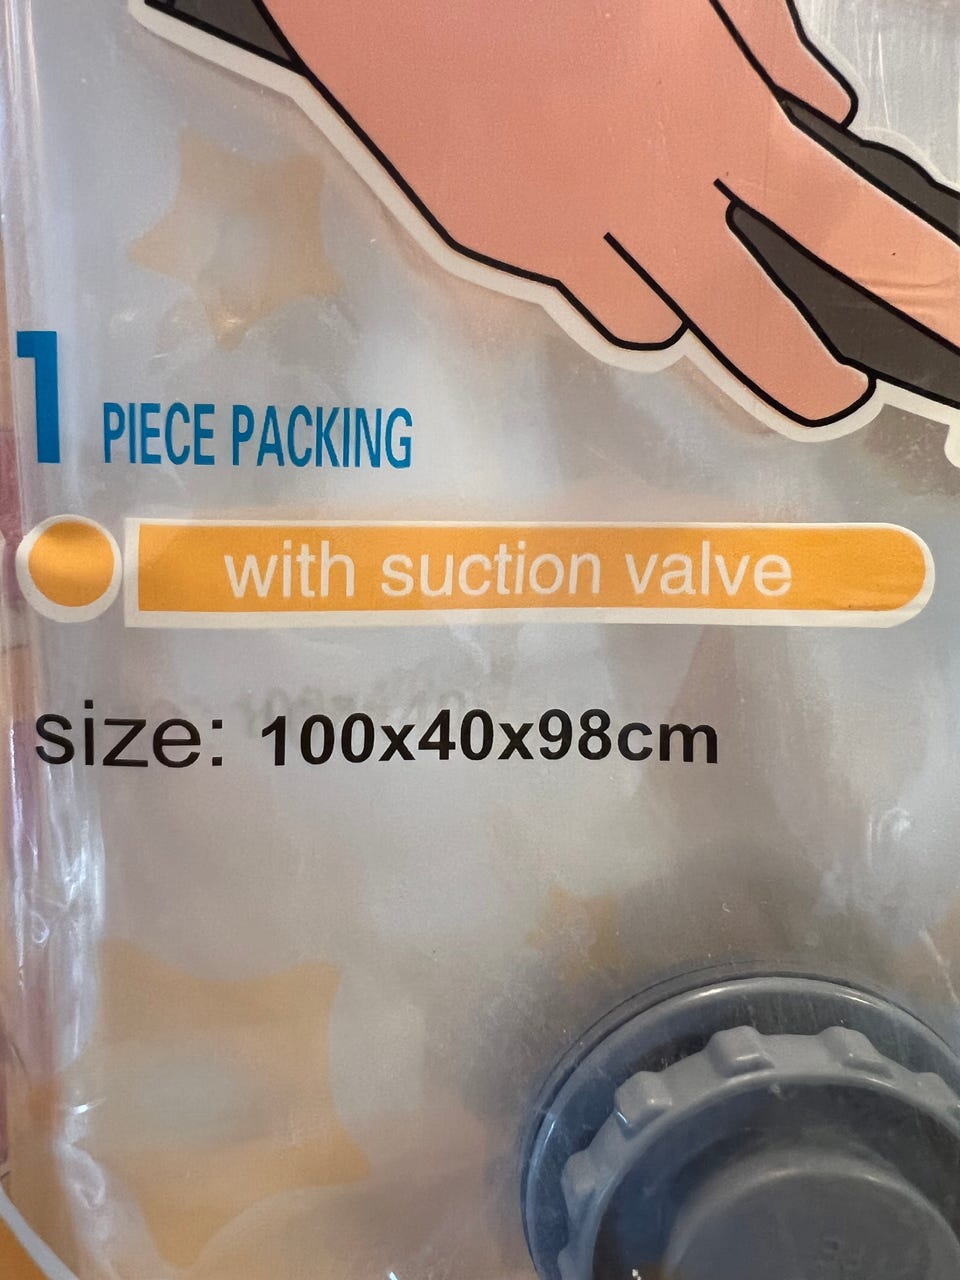 1 PIECE PACKING
with suction valve
size: 100x40x98cm